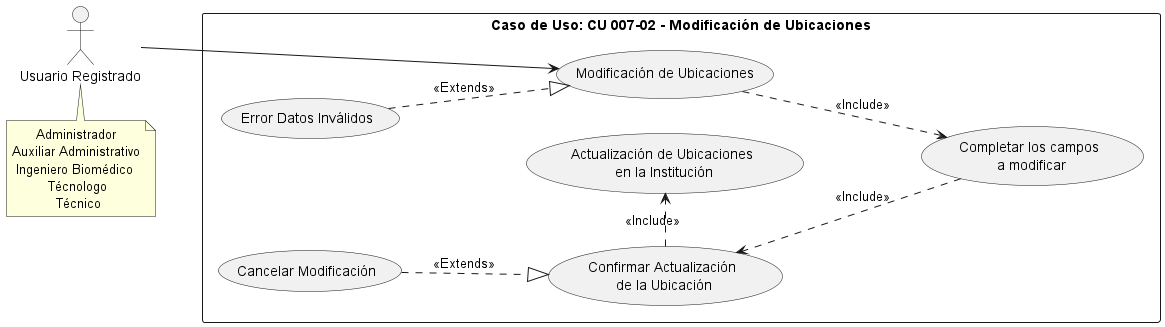 Caso de Uso: CU 007-02 - Modificación de Ubicaciones
Usuario Registrado
Administrador
Auxiliar Administrativo
Ingeniero Biomédico
Técnologo
Técnico
Modificación de Ubicaciones
«Extends»
Error Datos Inválidos
«Include»
Completar los campos
a modificar
Actualización de Ubicaciones
en la Institución
«Include»
«Include»
Confirmar Actualización
de la Ubicación
«Extends»
Cancelar Modificación